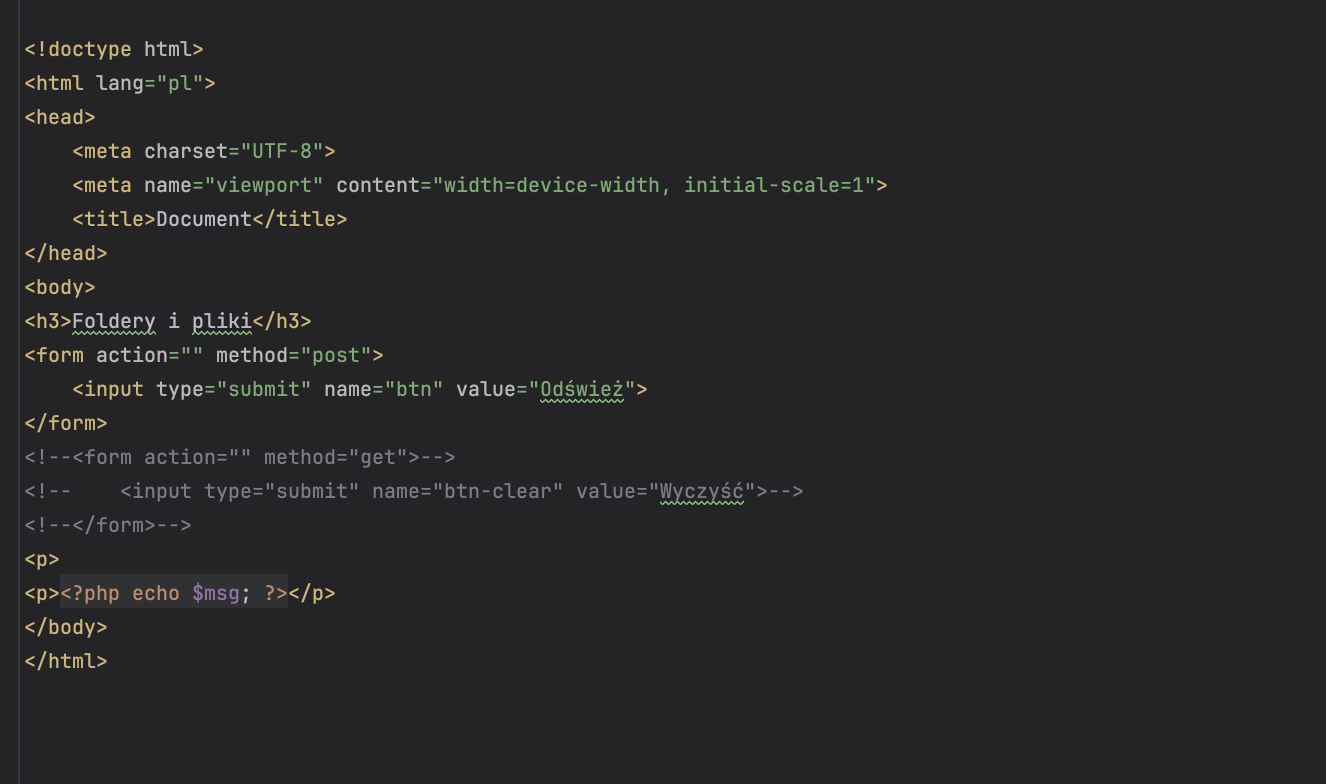 <!doctype html>
<html lang="pl">
<head>
    <meta charset="UTF-8">
    <meta name="viewport" content="width=device-width, initial-scale=1">
    <title>Document</title>
</head>
<body>
<h3>Foldery i pliki</h3>
<form action="" method="post">
    <input type="submit" name="btn" value="Odśwież">
</form>
<!--<form action="" method="get">-->
<!--    <input type="submit" name="btn-clear" value="Wyczyść">-->
<!--</form>-->
<p>
<p><?php echo $msg; ?></p>
</body>
</html>